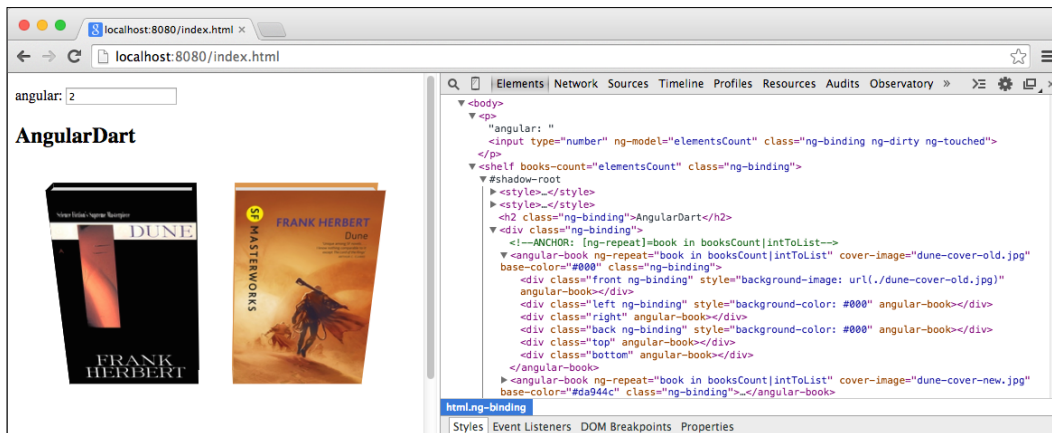 localhost:8080/index.html ×
localhost:8080/index.html
angular: 2
AngularDart
DUNE
FRANK
HERBERT
SF MASTERWORKS
FRANK HERBERT
Dune
Elements Network Sources Timeline Profiles Resources Audits Observatory »
▼<body>
▼<p>
"angular: "
<input type="number" ng-model="elementsCount" class="ng-binding ng-dirty ng-touched">
</p>
▼<shelf books-count="elementsCount" class="ng-binding">
▼#shadow-root
▶<style>…</style>
▶<style>…</style>
<h2 class="ng-binding">AngularDart</h2>
▼<div class="ng-binding">
<!--ANCHOR: [ng-repeat]=book in booksCount|intToList-->
▼<angular-book ng-repeat="book in booksCount|intToList" cover-image="dune-cover-old.jpg"
base-color="#000" class="ng-binding">
<div class="front ng-binding" style="background-image: url(./dune-cover-old.jpg)"
angular-book></div>
<div class="left ng-binding" style="background-color: #000" angular-book></div>
<div class="right" angular-book></div>
<div class="back ng-binding" style="background-color: #000" angular-book></div>
<div class="top" angular-book></div>
<div class="bottom" angular-book></div>
</angular-book>
▶<angular-book ng-repeat="book in booksCount|intToList" cover-image="dune-cover-new.jpg"
base-color="#da944c" class="ng-binding">…</angular-book>
html.ng-binding
Styles Event Listeners DOM Breakpoints Properties